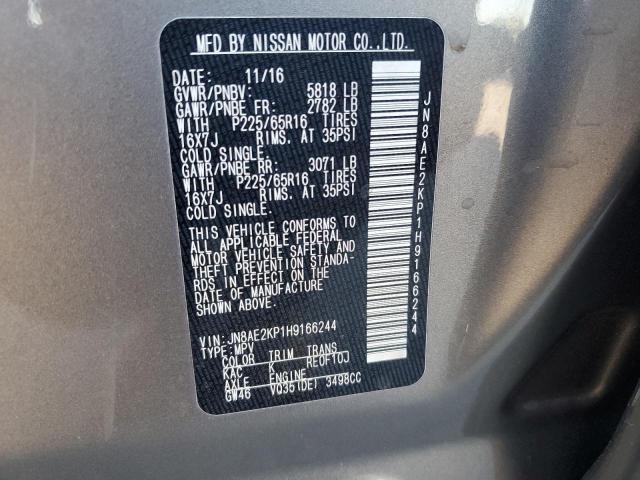 MFD BY NISSAN MOTOR CO.,LTD.
DATE: 11/16
GVWR/PNBV: 5818 LB
GAWR/PNBE FR: 2782 LB
WITH P225/65R16 TIRES
16X7J RIMS. AT 35PSI
COLD SINGLE.
GAWR/PNBE RR: 3071 LB
WITH P225/65R16 TIRES
16X7J RIMS. AT 35PSI
COLD SINGLE.
THIS VEHICLE CONFORMS TO
ALL APPLICABLE FEDERAL
MOTOR VEHICLE SAFETY AND
THEFT PREVENTION STANDA-
RDS IN EFFECT ON THE
DATE OF MANUFACTURE
SHOWN ABOVE.
VIN: JN8AE2KP1H9166244
TYPE: MPV
COLOR TRIM TRANS
KAC K RE0F10J
AXLE ENGINE
GW46 VQ35(DE) 3498CC
JN8AE2KP1H9166244